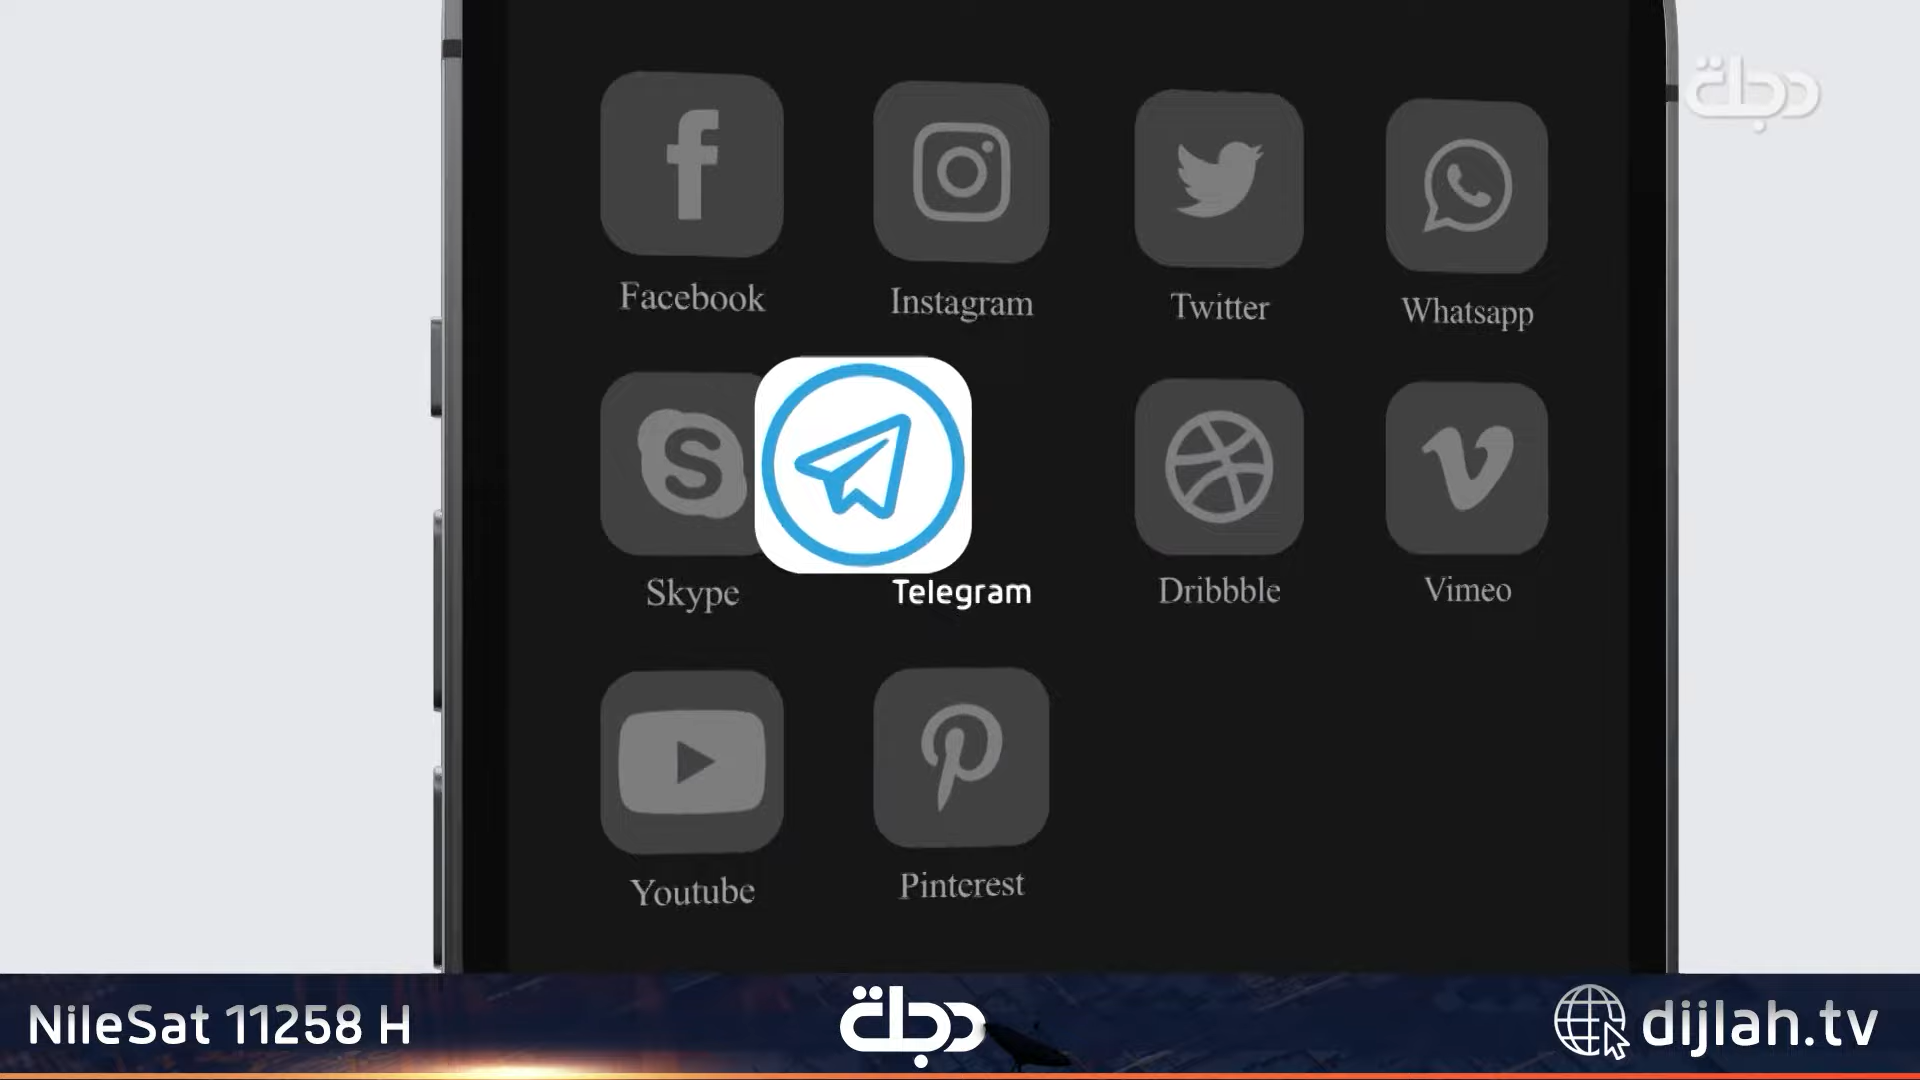 دجلة
Facebook
Instagram
Twitter
Whatsapp
Skype
Telegram
Dribbble
Vimeo
Youtube
Pinterest
NileSat 11258 H
دجلة
dijlah.tv